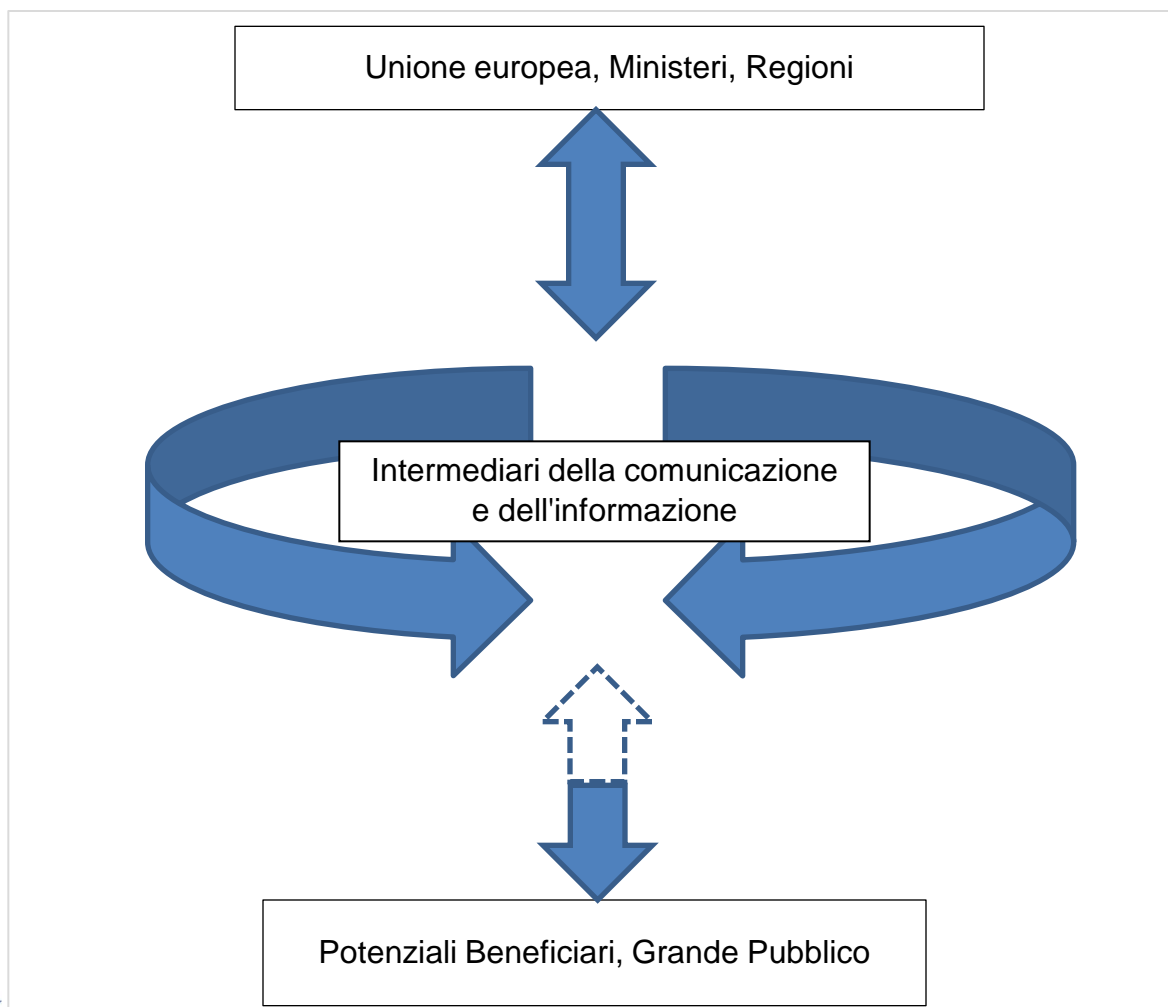 Unione europea, Ministeri, Regioni
Intermediari della comunicazione
e dell'informazione
Potenziali Beneficiari, Grande Pubblico